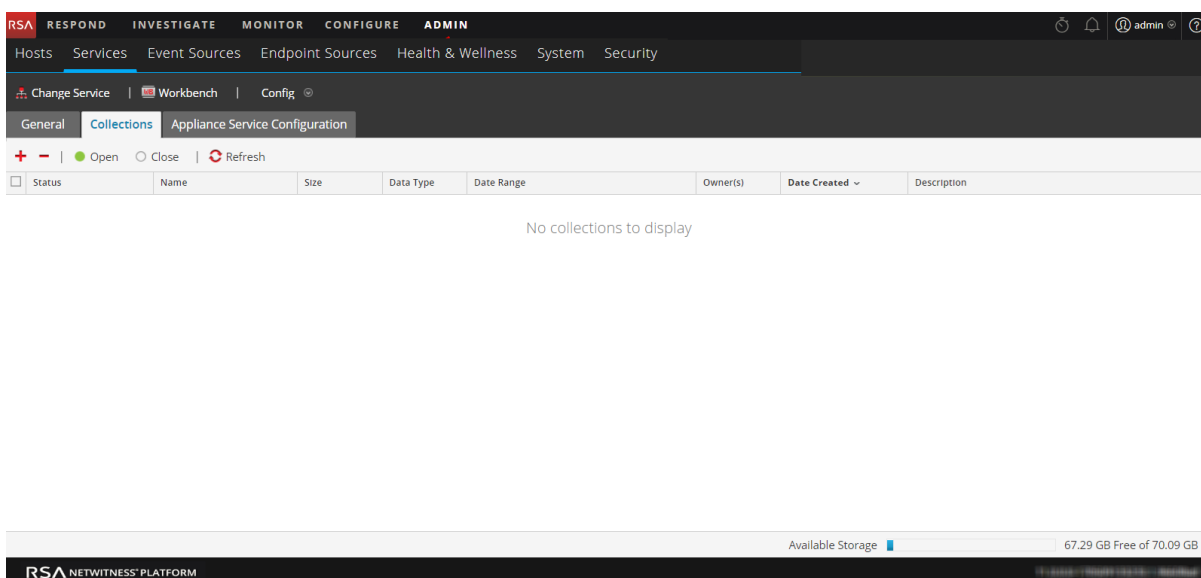 RSA RESPOND INVESTIGATE MONITOR CONFIGURE ADMIN admin
Hosts Services Event Sources Endpoint Sources Health & Wellness System Security
Change Service | Workbench | Config
General Collections Appliance Service Configuration
+ − | Open Close | Refresh
Status Name Size Data Type Date Range Owner(s) Date Created Description
No collections to display
Available Storage 67.29 GB Free of 70.09 GB
RSA NETWITNESS® PLATFORM